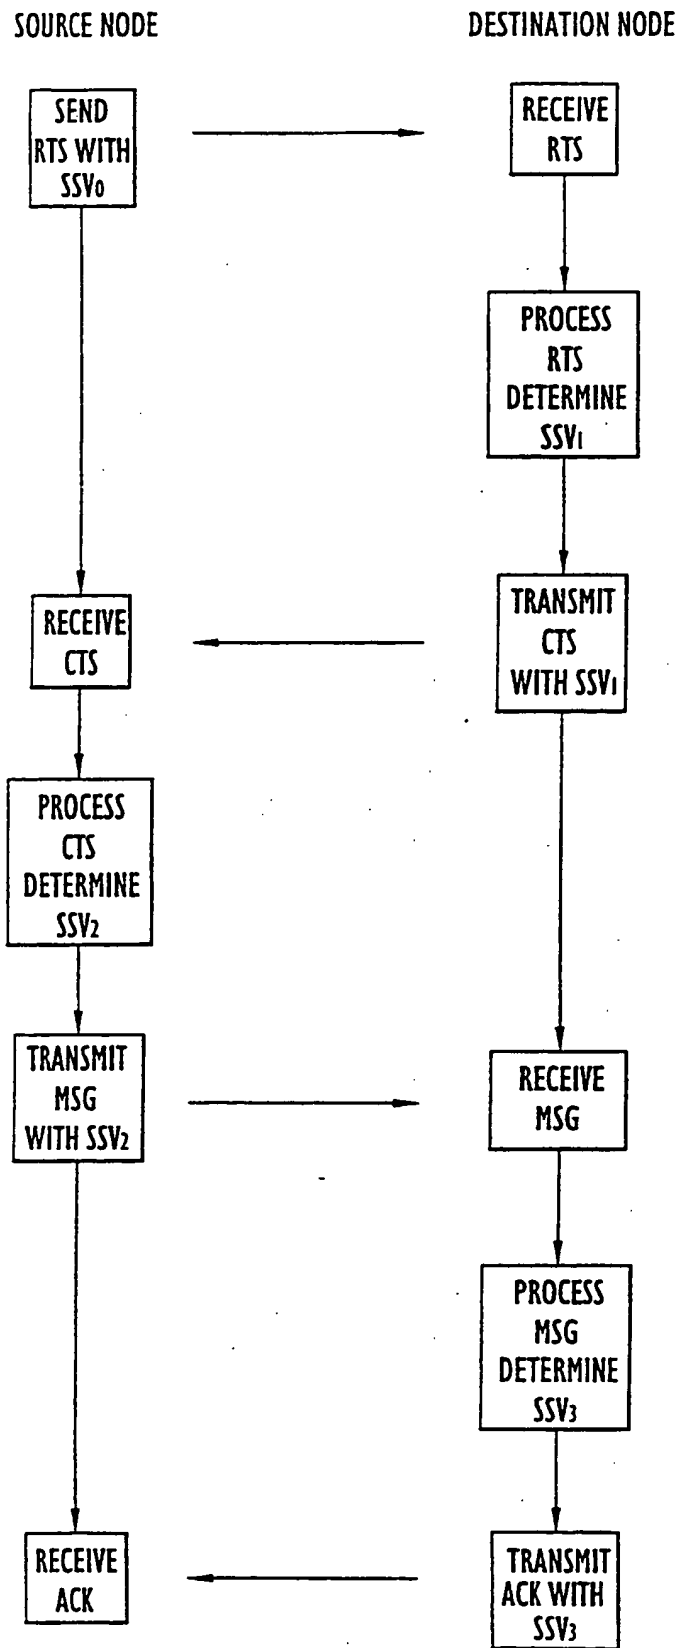 SOURCE NODE
DESTINATION NODE
SEND
RTS WITH
SSV0
RECEIVE
RTS
PROCESS
RTS
DETERMINE
SSV1
RECEIVE
CTS
TRANSMIT
CTS
WITH SSV1
PROCESS
CTS
DETERMINE
SSV2
TRANSMIT
MSG
WITH SSV2
RECEIVE
MSG
PROCESS
MSG
DETERMINE
SSV3
RECEIVE
ACK
TRANSMIT
ACK WITH
SSV3